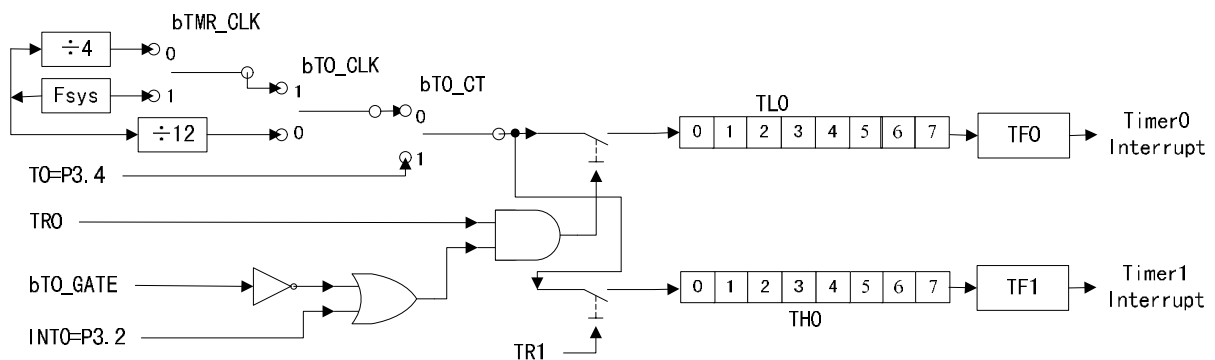 bTMR_CLK
÷4
0
bT0_CLK
bT0_CT
Fsys
1
1
0
TL0
÷12
0
0 1 2 3 4 5 6 7
TF0
Timer0
Interrupt
1
T0=P3.4
TR0
bT0_GATE
0 1 2 3 4 5 6 7
TF1
Timer1
Interrupt
TH0
INT0=P3.2
TR1